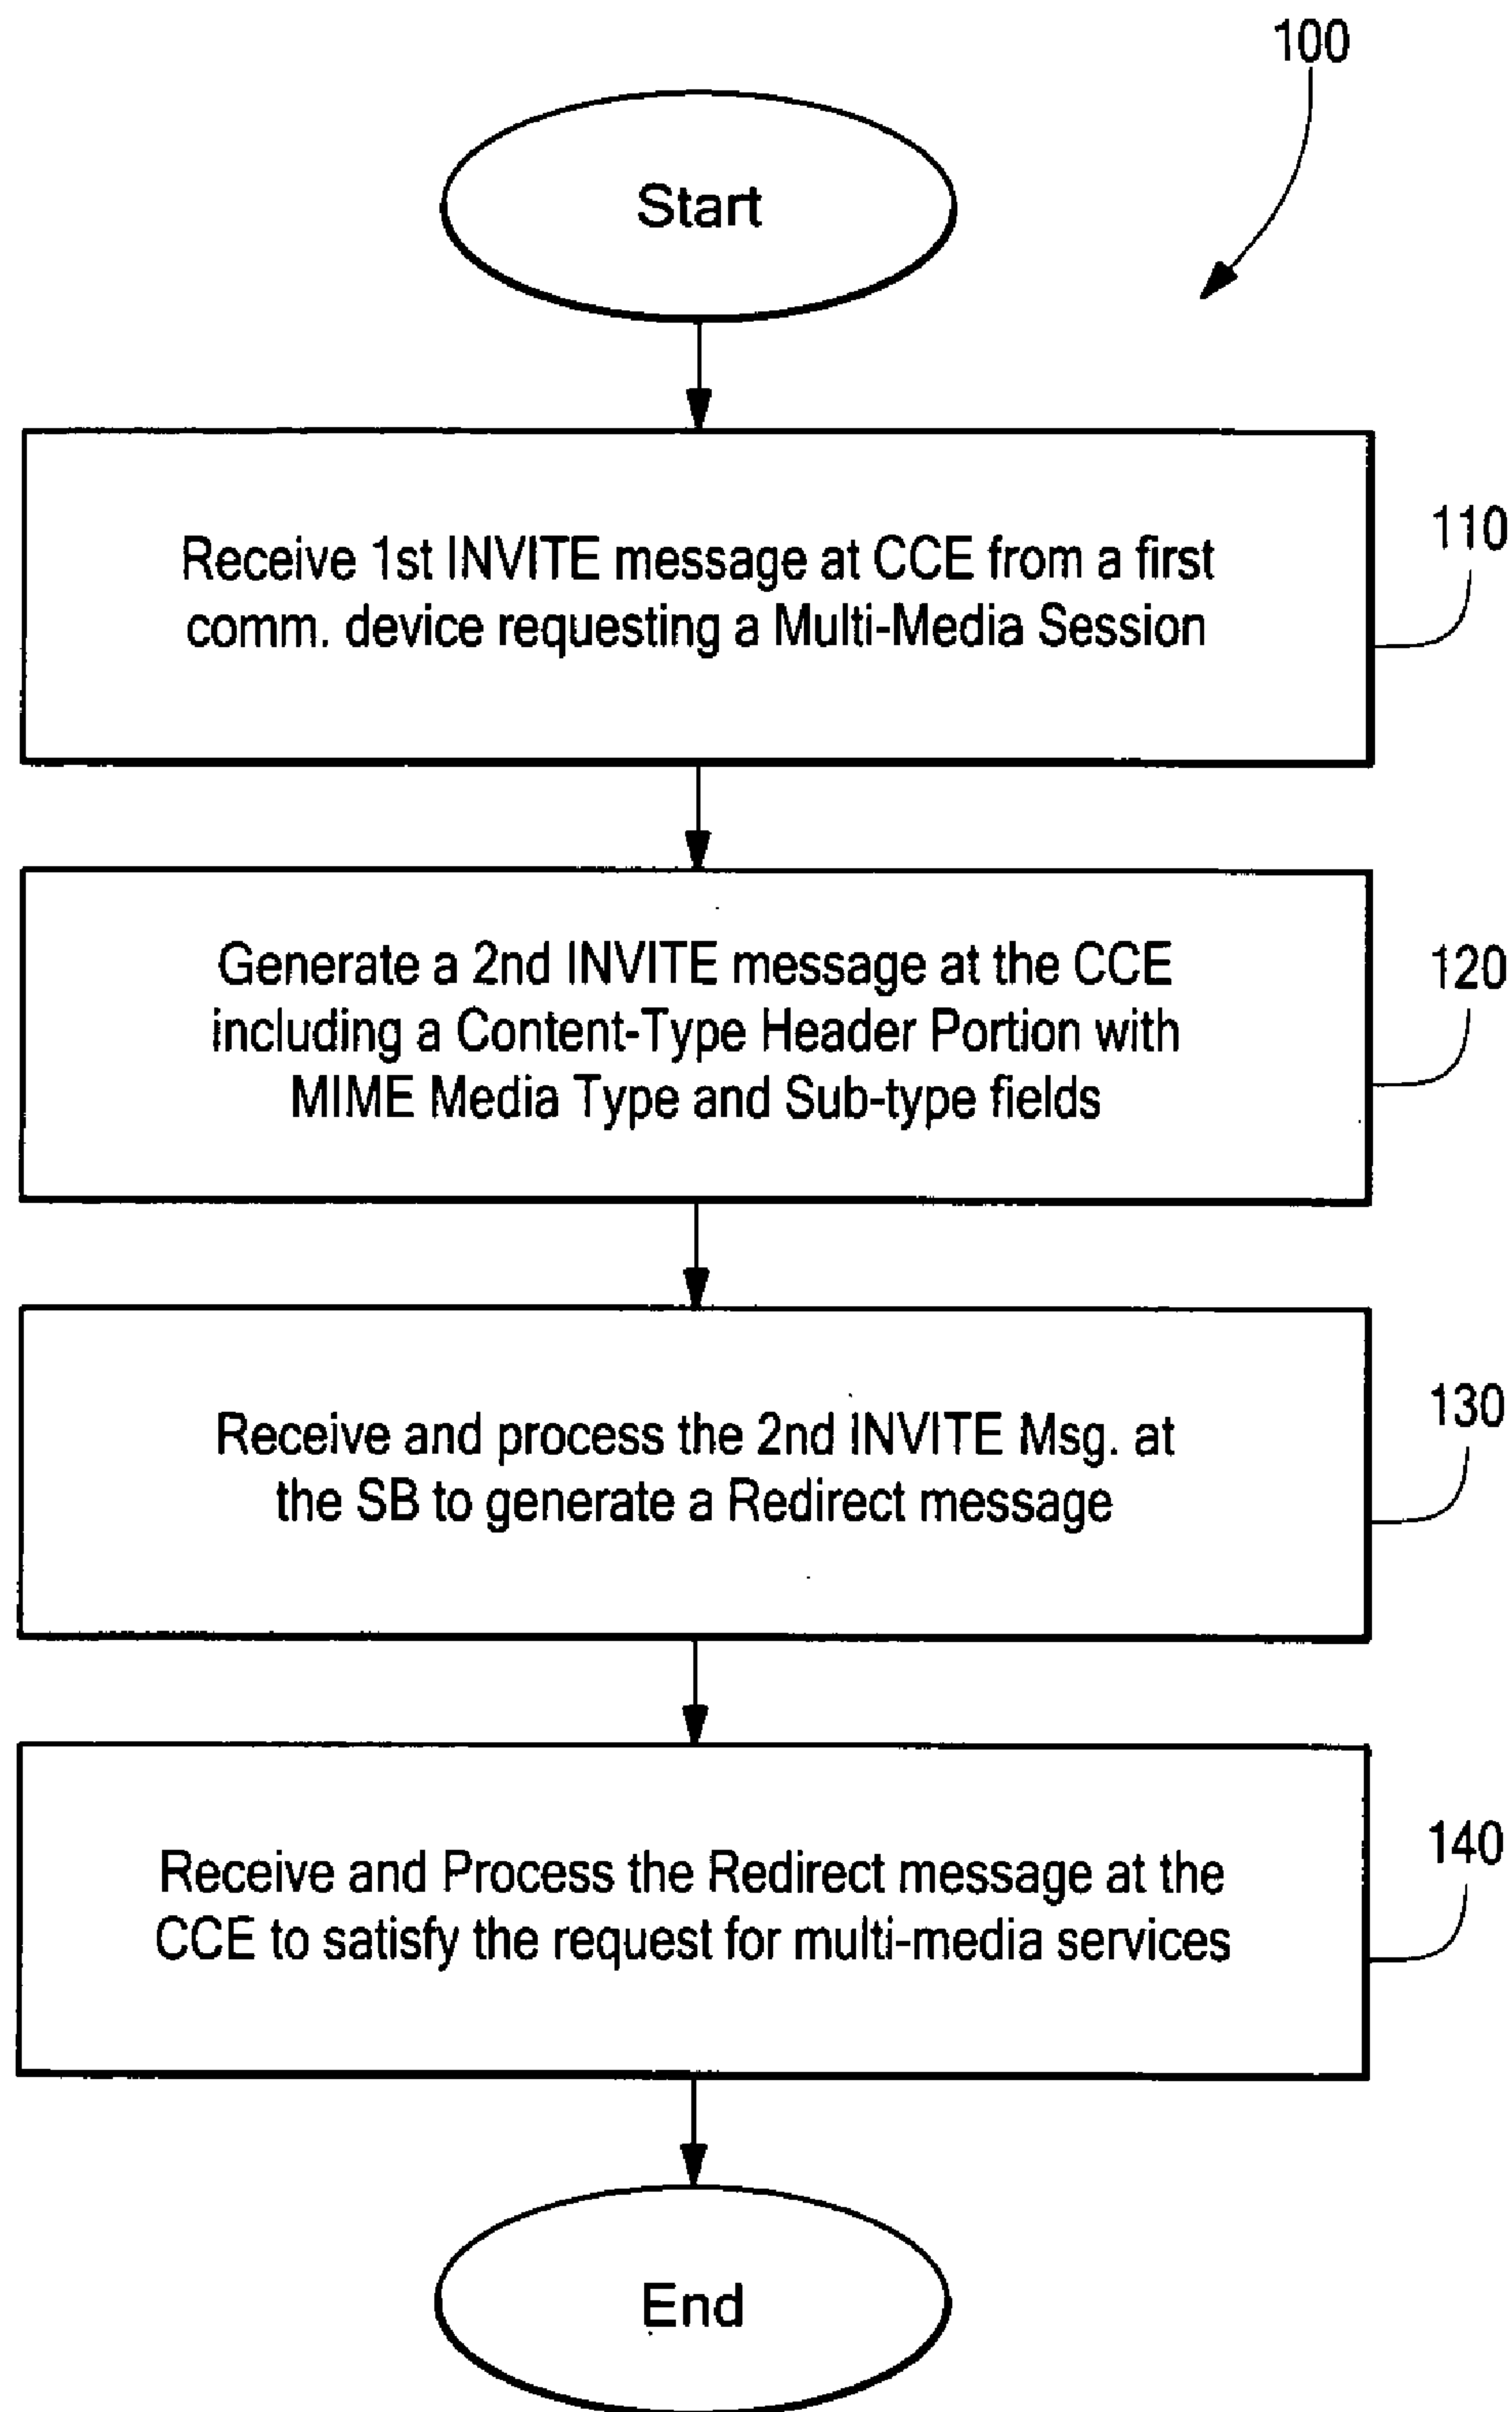 100
Start
Receive 1st INVITE message at CCE from a first
comm. device requesting a Multi-Media Session
110
Generate a 2nd INVITE message at the CCE
including a Content-Type Header Portion with
MIME Media Type and Sub-type fields
120
Receive and process the 2nd INVITE Msg. at
the SB to generate a Redirect message
130
Receive and Process the Redirect message at the
CCE to satisfy the request for multi-media services
140
End